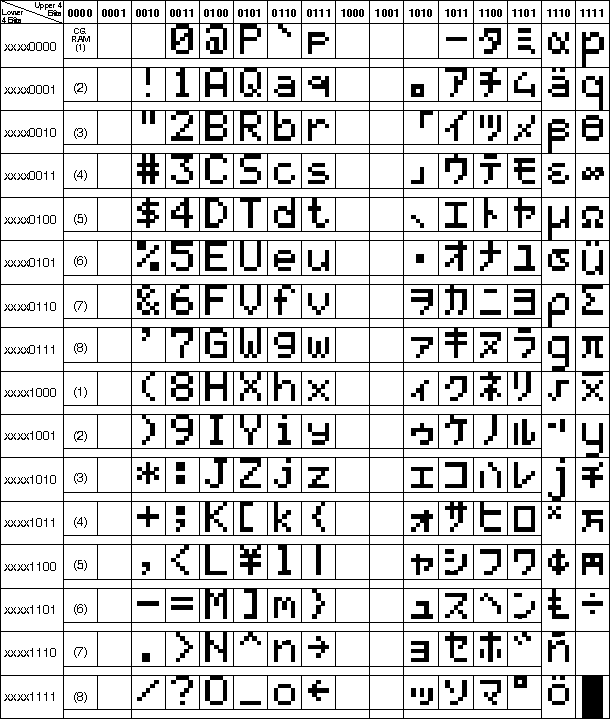 Upper 4 Bits Lower 4 Bits 0000 0001 0010 0011 0100 0101 0110 0111 1000 1001 1010 1011 1100 1101 1110 1111
xxxx0000 CG RAM (1) 0 @ P ` p ー タ ミ α p
xxxx0001 (2) ! 1 A Q a q 。 ア チ ム ä q
xxxx0010 (3) " 2 B R b r 「 イ ツ メ β θ
xxxx0011 (4) # 3 C S c s 」 ウ テ モ ε ∞
xxxx0100 (5) $ 4 D T d t 、 エ ト ヤ μ Ω
xxxx0101 (6) % 5 E U e u ・ オ ナ ユ σ ü
xxxx0110 (7) & 6 F V f v ヲ カ ニ ヨ ρ Σ
xxxx0111 (8) ' 7 G W g w ァ キ ヌ ラ g π
xxxx1000 (1) ( 8 H X h x ィ ク ネ リ √ x̄
xxxx1001 (2) ) 9 I Y i y ゥ ケ ノ ル ⁻¹ y
xxxx1010 (3) * : J Z j z ェ コ ハ レ j 千
xxxx1011 (4) + ; K [ k { ォ サ ヒ ロ ˣ 万
xxxx1100 (5) , < L ¥ l | ャ シ フ ワ ¢ 円
xxxx1101 (6) - = M ] m } ュ ス ヘ ン £ ÷
xxxx1110 (7) . > N ^ n → ョ セ ホ ゛ ñ
xxxx1111 (8) / ? O _ o ← ッ ソ マ ゜ ö █